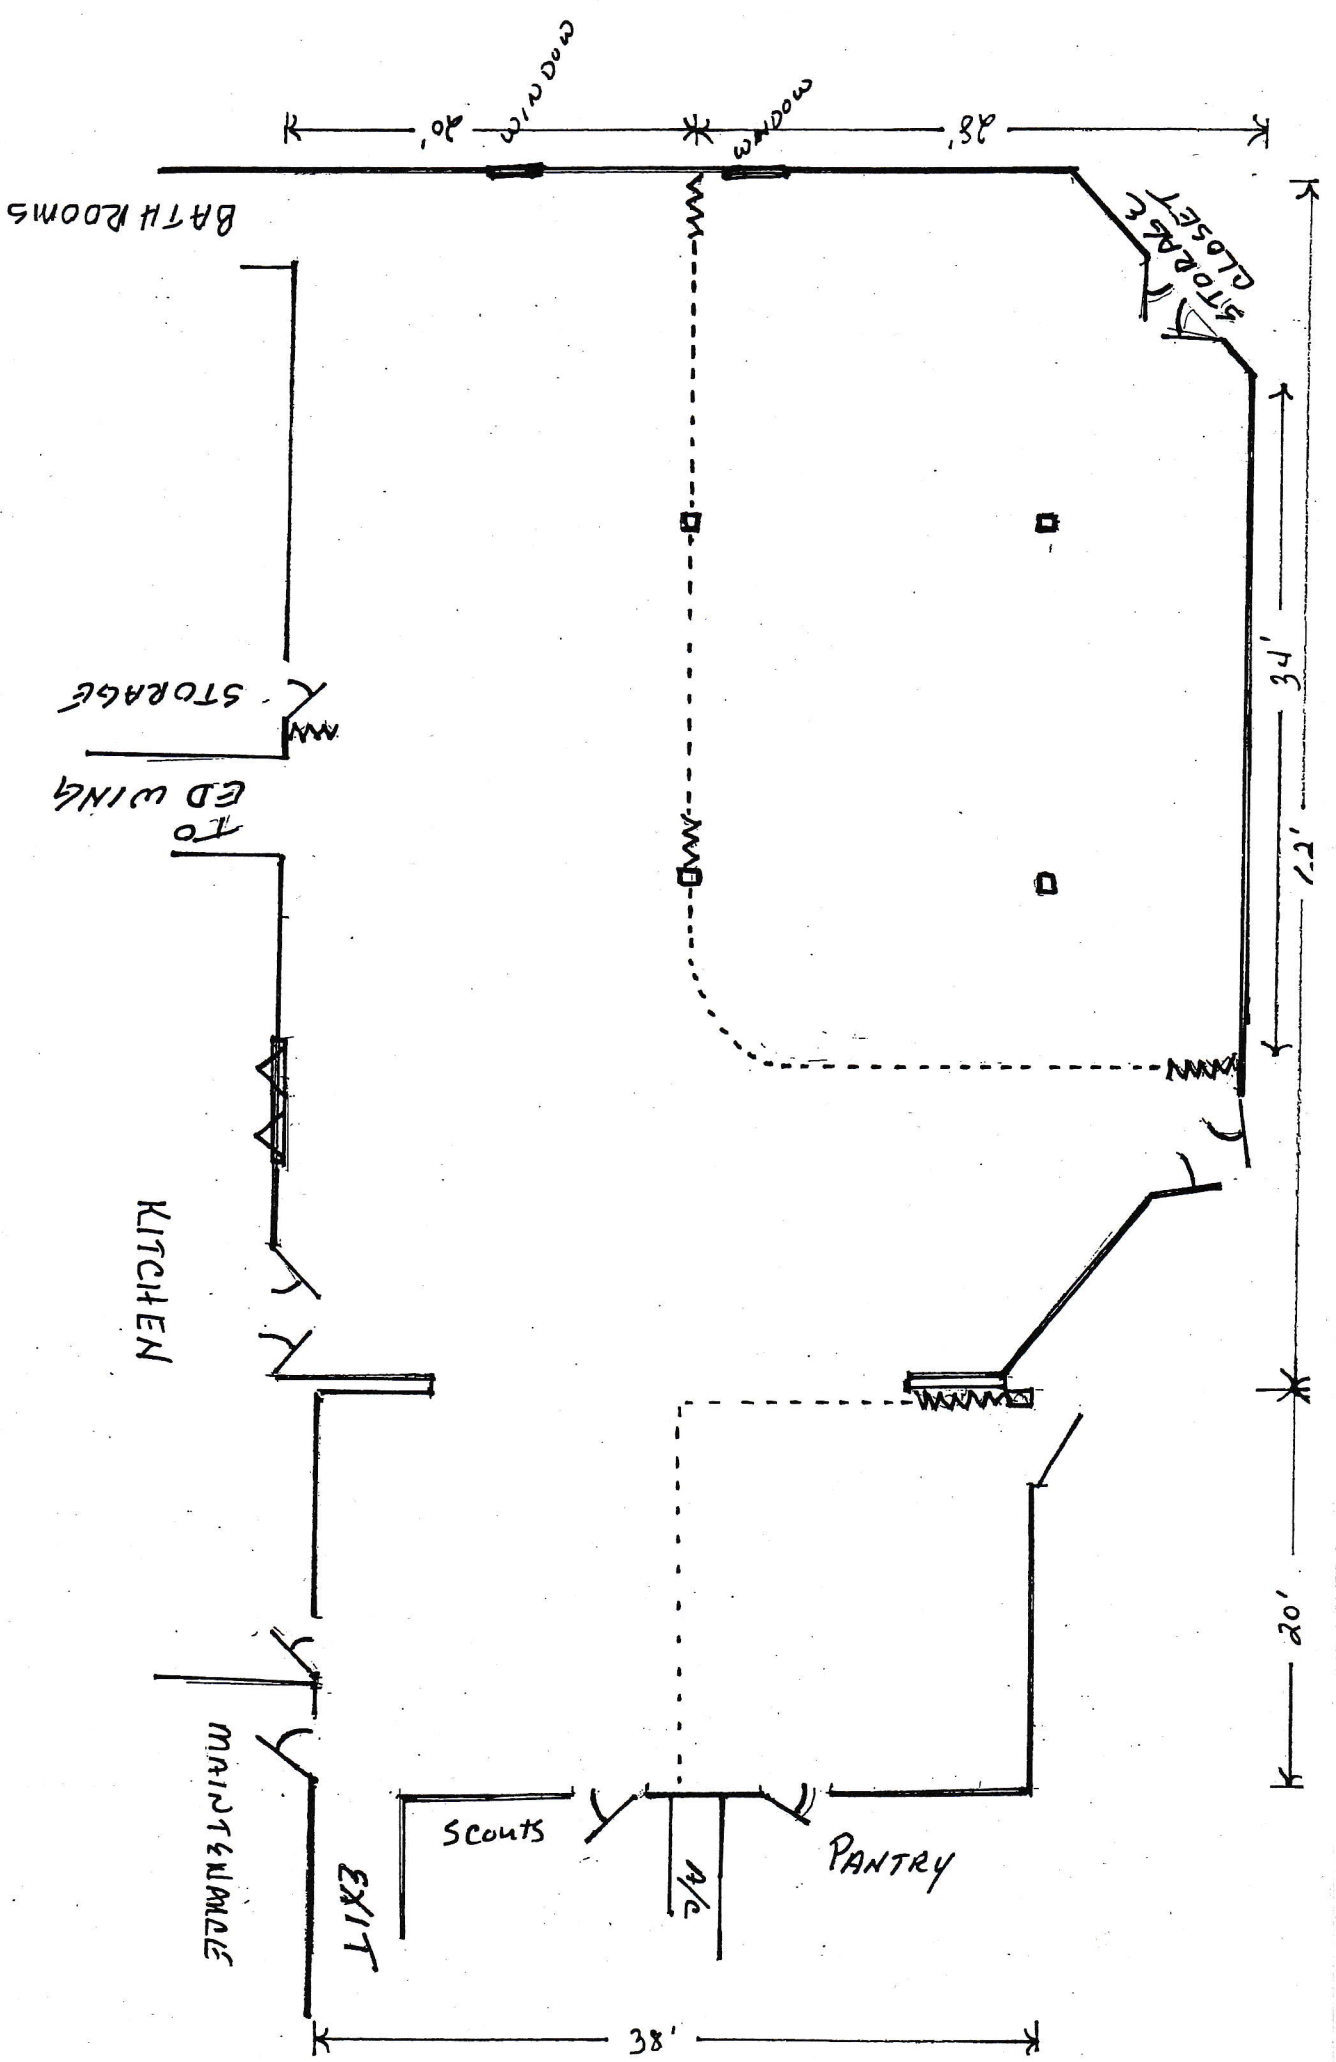 WINDOW
WINDOW
20'
28'
BATHROOMS
STORAGE
CLOSET
STORAGE
TO
ED WING
34'
KITCHEN
20'
MAINTENANCE
EXIT
Scouts
A/C
PANTRY
38'